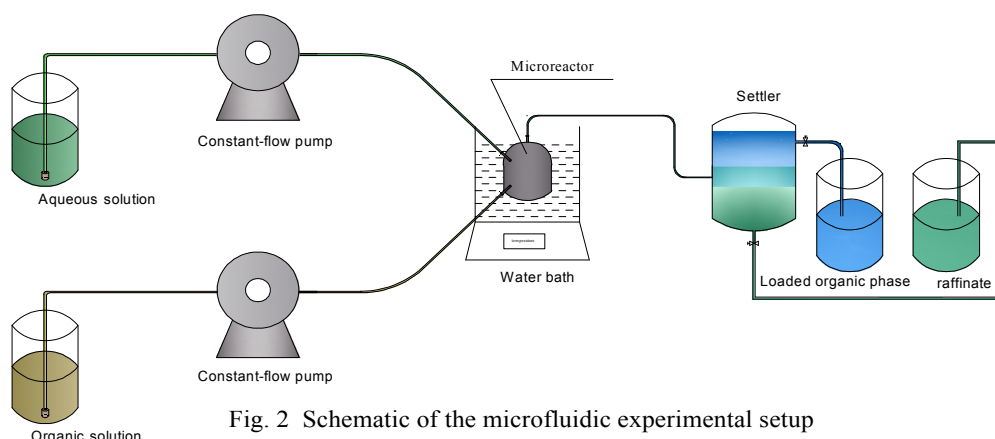 Microreactor
Settler
Constant-flow pump
Aqueous solution
temperature
Water bath
Loaded organic phase
raffinate
Constant-flow pump
Fig. 2 Schematic of the microfluidic experimental setup
Organic solution